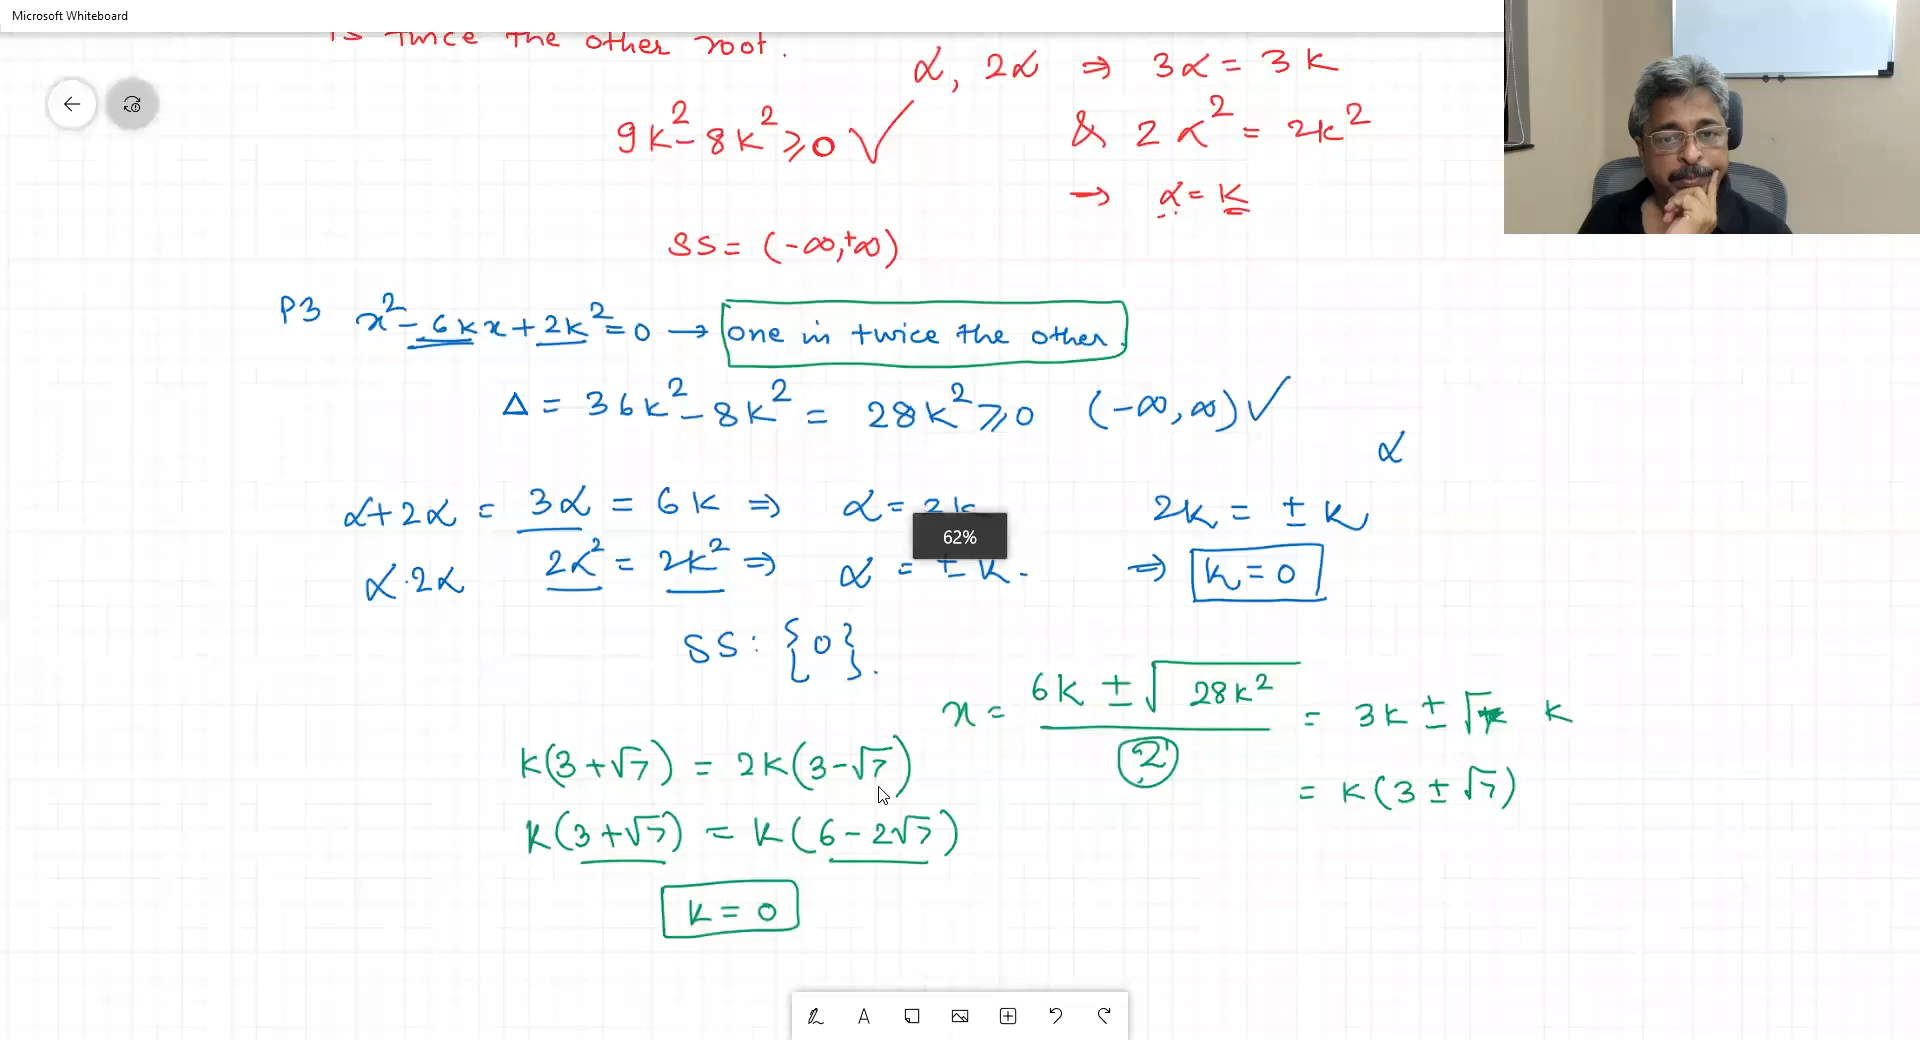 Microsoft Whiteboard
is twice the other root.
α, 2α ⇒ 3α = 3k
9k² - 8k² ⩾ 0 ✓
& 2α² = 2k²
→ α = k
SS = (-∞, +∞)
P3 x² - 6kx + 2k² = 0 → one in twice the other.
Δ = 36k² - 8k² = 28k² ⩾ 0 (-∞, ∞) ✓
α
α + 2α = 3α = 6k ⇒ α = 2k
2k = ± k
62%
α·2α 2α² = 2k² ⇒ α = ± k.
⇒ k = 0
SS: {0}.
x = 6k ± √28k² / 2 = 3k ± √7 k
= k(3 ± √7)
k(3 + √7) = 2k(3 - √7)
k(3 + √7) = k(6 - 2√7)
k = 0
A